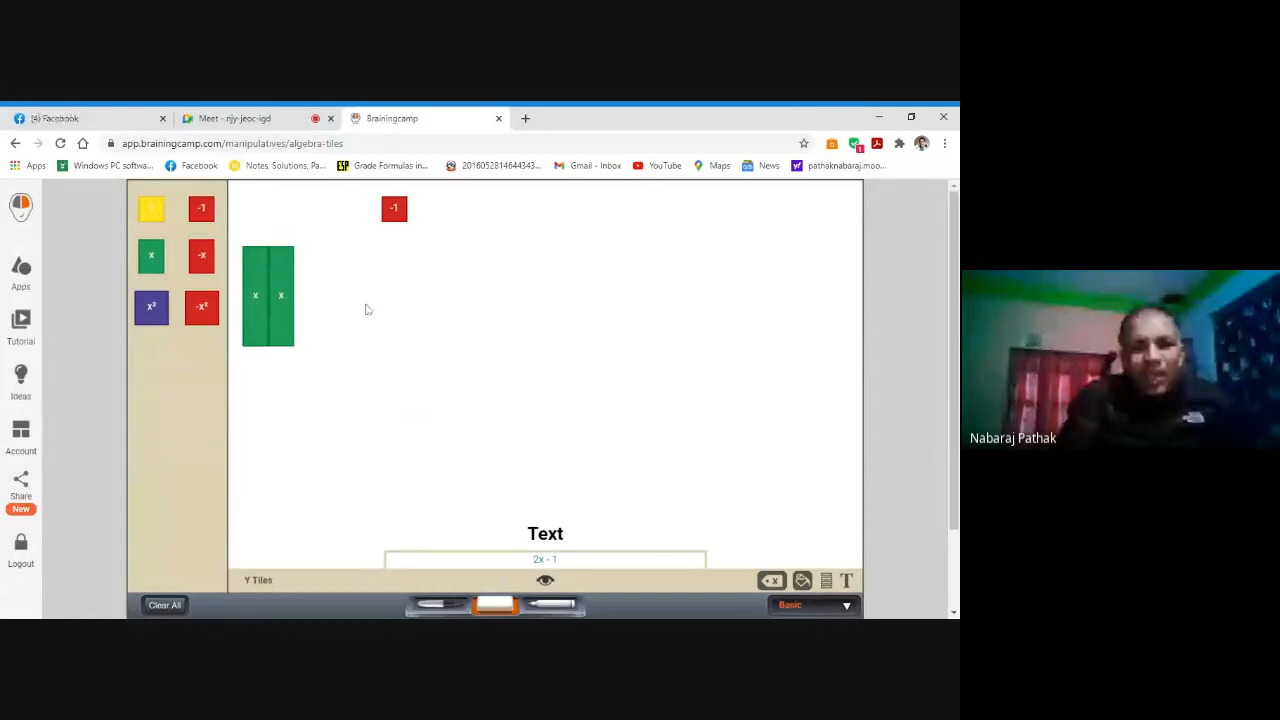 (4) Facebook
Meet - njy-jeoc-igd
Brainingcamp
app.brainingcamp.com/manipulatives/algebra-tiles
Apps
Windows PC softwa...
Facebook
Notes, Solutions, Pa...
Grade Formulas in...
2016052814644343...
Gmail - Inbox
YouTube
Maps
News
pathaknabaraj.moo...
-1
-1
x
-x
x²
-x²
x x
Apps
Tutorial
Ideas
Account
Share
New
Logout
Text
2x - 1
Y Tiles
x
T
Clear All
Basic
Nabaraj Pathak